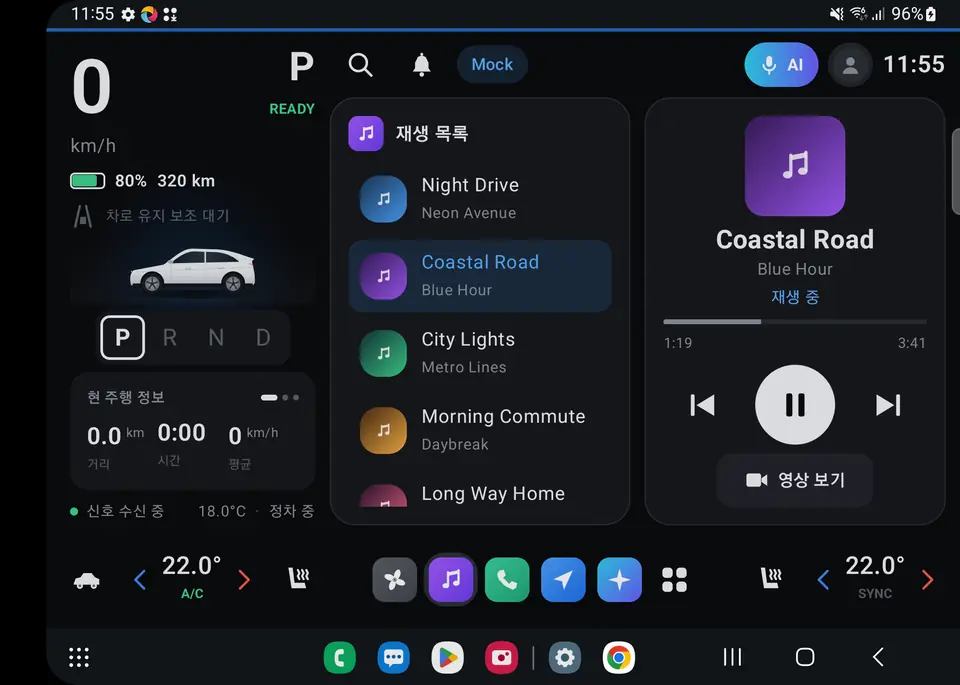 11:55
96%
0
P
READY
km/h
80% 320 km
차로 유지 보조 대기
P R N D
현 주행 정보
0.0 km 0:00 0 km/h
거리 시간 평균
신호 수신 중 18.0°C · 정차 중
Mock
AI
11:55
재생 목록
Night Drive
Neon Avenue
Coastal Road
Blue Hour
City Lights
Metro Lines
Morning Commute
Daybreak
Long Way Home
Coastal Road
Blue Hour
재생 중
1:19 3:41
영상 보기
22.0°
A/C
22.0°
SYNC